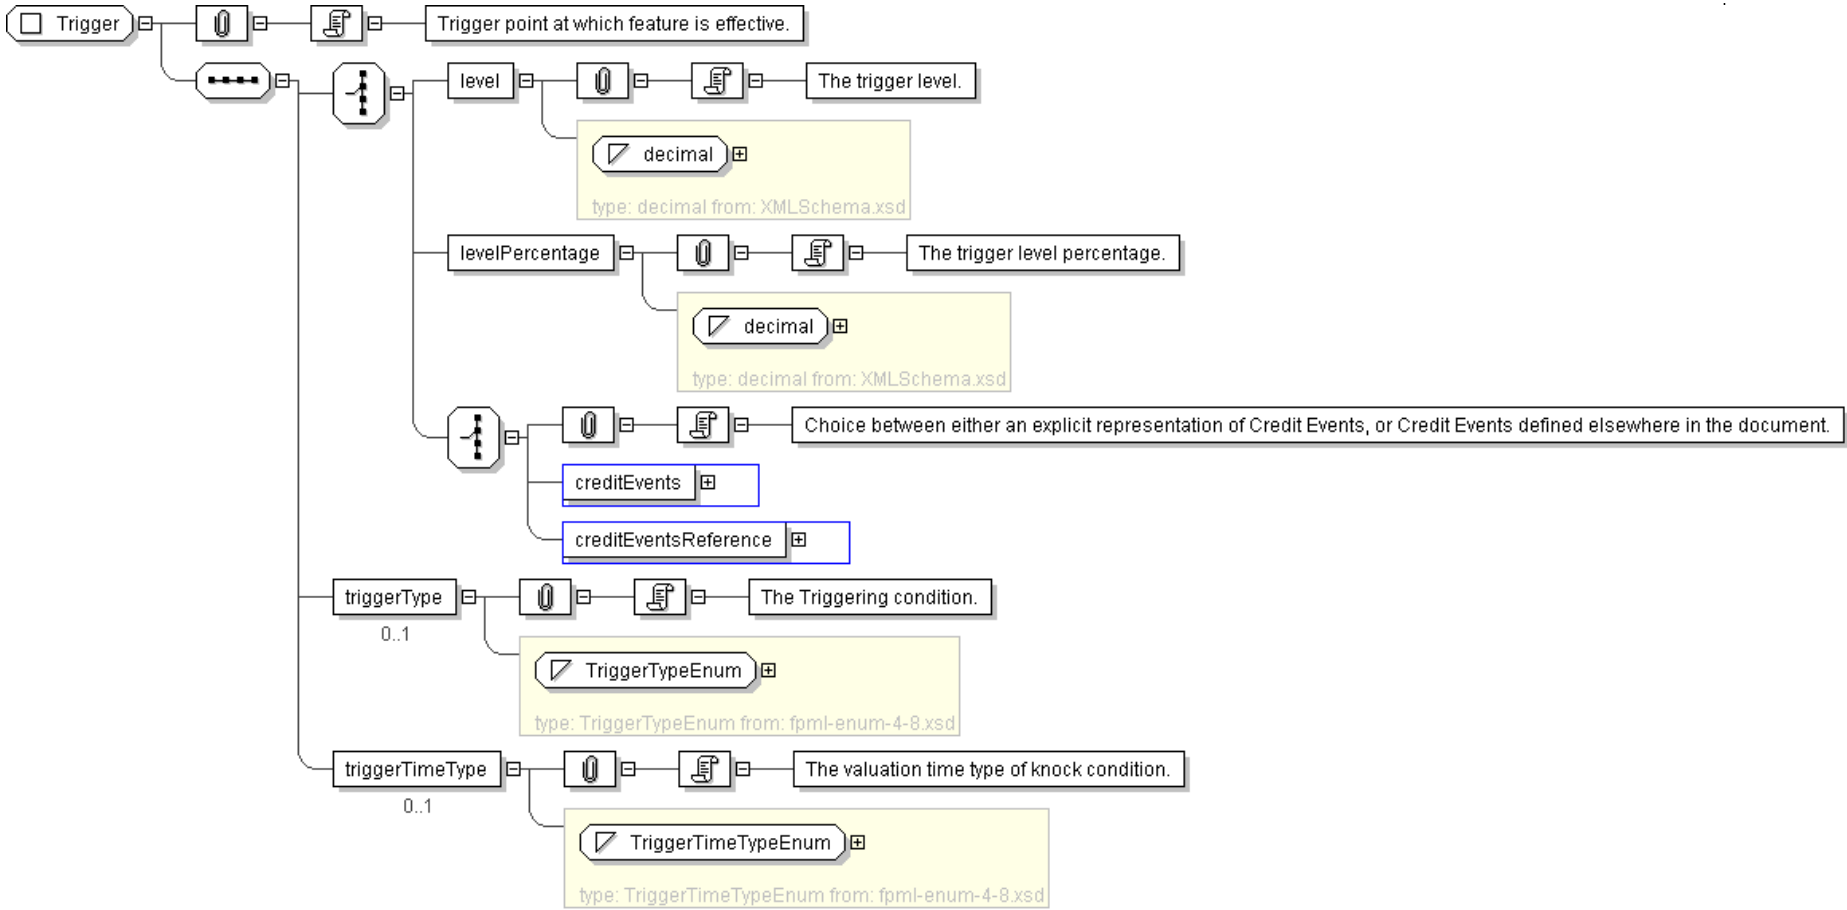 Trigger
Trigger point at which feature is effective.
level
The trigger level.
decimal
type: decimal from: XMLSchema.xsd
levelPercentage
The trigger level percentage.
decimal
type: decimal from: XMLSchema.xsd
Choice between either an explicit representation of Credit Events, or Credit Events defined elsewhere in the document.
creditEvents
creditEventsReference
triggerType
The Triggering condition.
0..1
TriggerTypeEnum
type: TriggerTypeEnum from: fpml-enum-4-8.xsd
triggerTimeType
The valuation time type of knock condition.
0..1
TriggerTimeTypeEnum
type: TriggerTimeTypeEnum from: fpml-enum-4-8.xsd